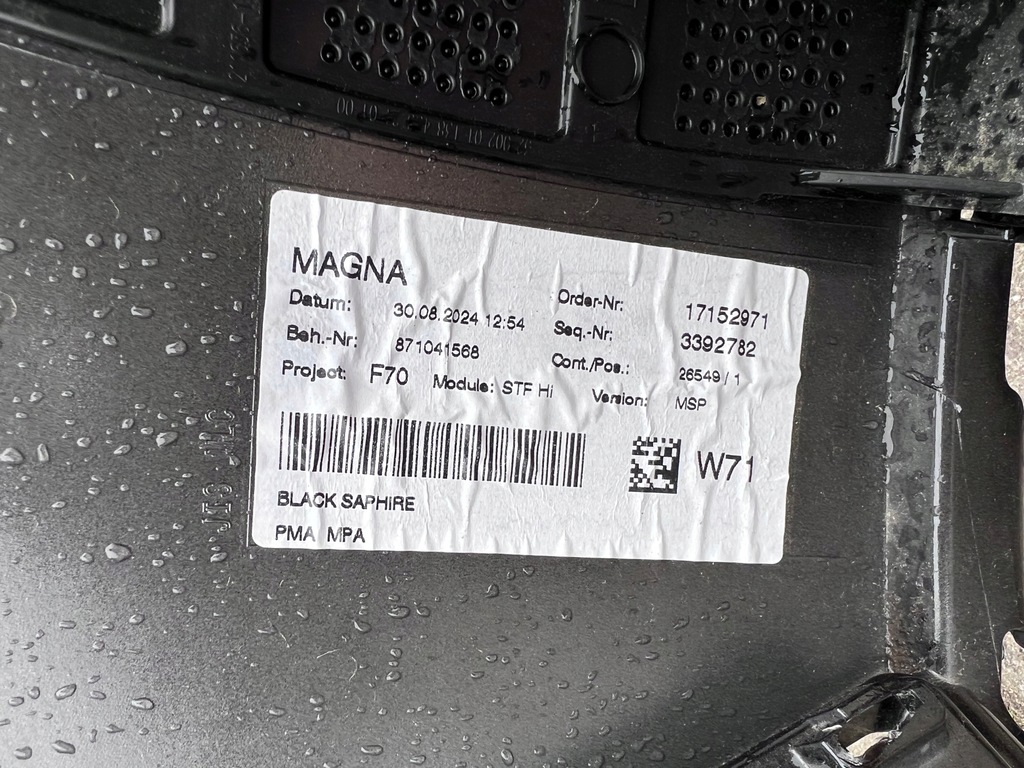 MAGNA
Datum: 30.08.2024 12:54 Order-Nr: 17152971
Beh.-Nr: 871041568 Seq.-Nr: 3392782
Project: F70 Module: STF Hi Cont./Pos.: 26549 / 1
Version: MSP
W71
BLACK SAPHIRE
PMA MPA